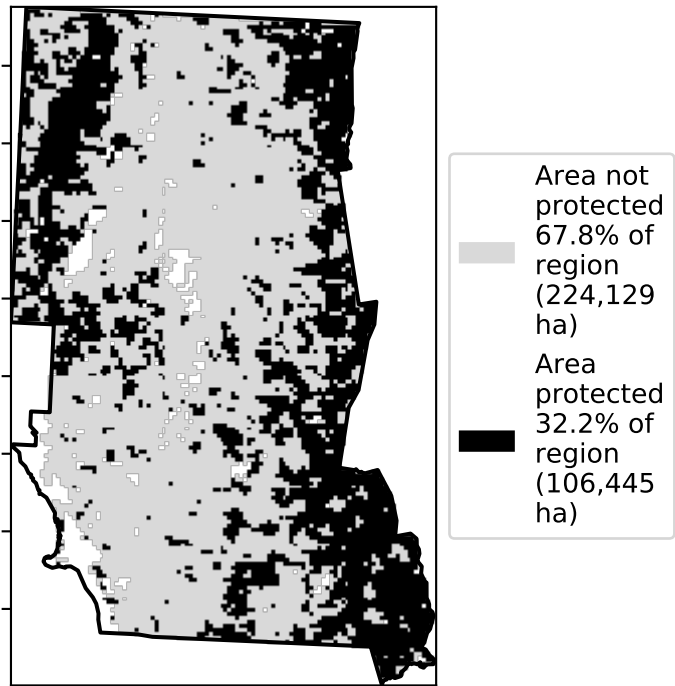 Area not
protected
67.8% of
region
(224,129
ha)
Area
protected
32.2% of
region
(106,445
ha)